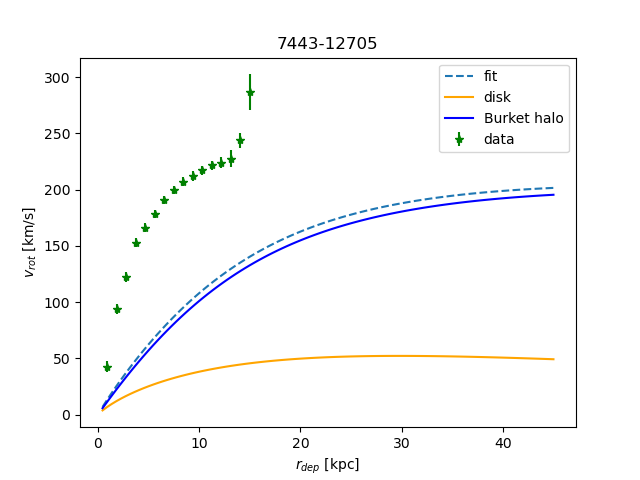 7443-12705
fit
disk
Burket halo
data
300
250
200
150
100
50
0
v_rot [km/s]
0 10 20 30 40
r_dep [kpc]